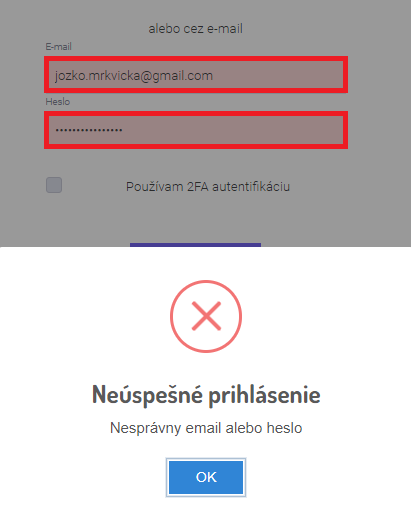 alebo cez e-mail
E-mail
jozko.mrkvicka@gmail.com
Heslo
••••••••••••••••
Používam 2FA autentifikáciu
Neúspešné prihlásenie
Nesprávny email alebo heslo
OK